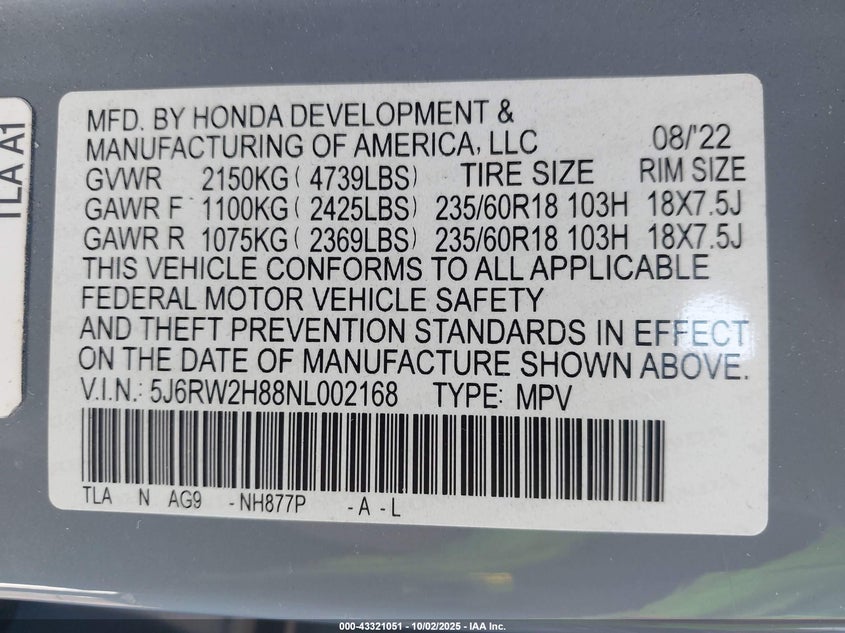 TLA A1
MFD. BY HONDA DEVELOPMENT &
MANUFACTURING OF AMERICA, LLC 08/'22
GVWR 2150KG ( 4739LBS) TIRE SIZE RIM SIZE
GAWR F 1100KG ( 2425LBS) 235/60R18 103H 18X7.5J
GAWR R 1075KG ( 2369LBS) 235/60R18 103H 18X7.5J
THIS VEHICLE CONFORMS TO ALL APPLICABLE
FEDERAL MOTOR VEHICLE SAFETY
AND THEFT PREVENTION STANDARDS IN EFFECT
ON THE DATE OF MANUFACTURE SHOWN ABOVE.
V.I.N.: 5J6RW2H88NL002168 TYPE: MPV
TLA N AG9 -NH877P -A -L
000-43321051 - 10/02/2025 - IAA Inc.